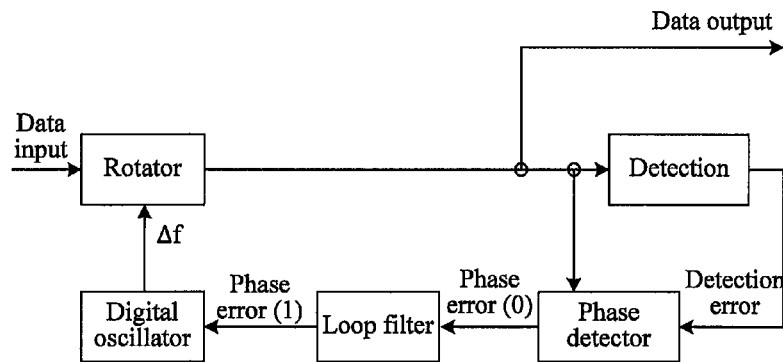 Data output
Data
input
Rotator
Detection
Δf
Digital
oscillator
Phase
error (1)
Loop filter
Phase
error (0)
Phase
detector
Detection
error